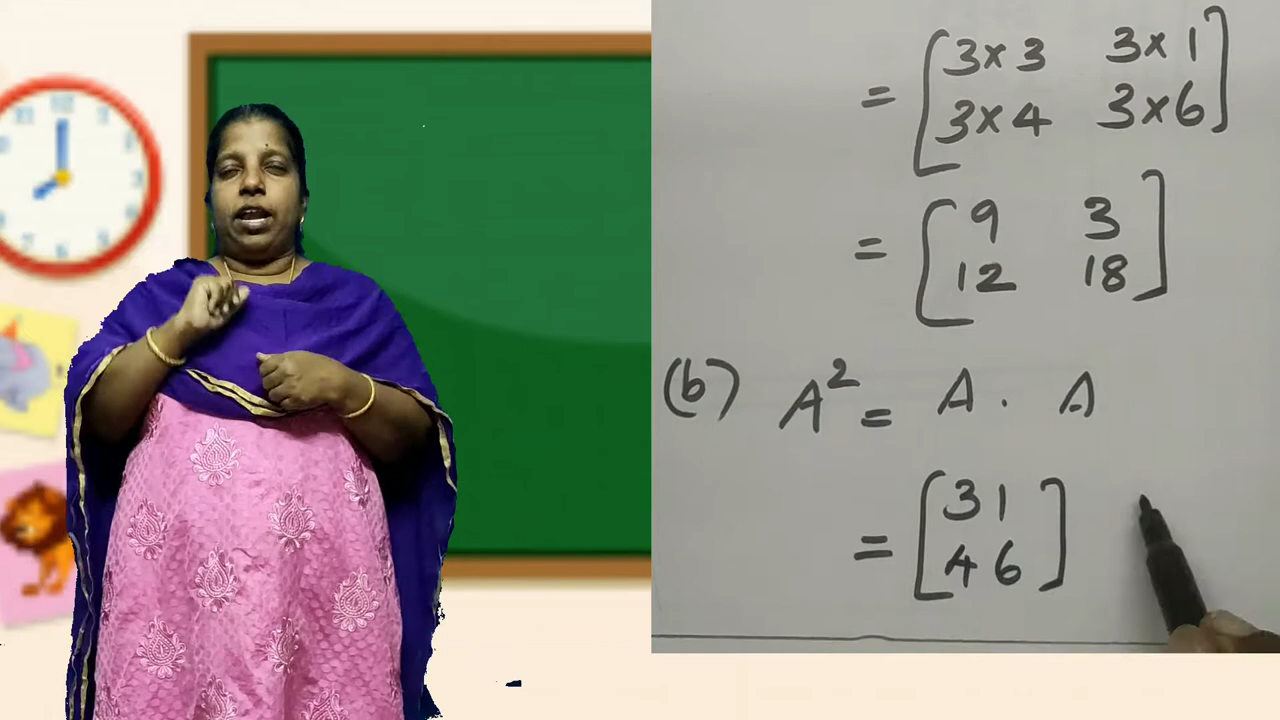 = [3×3 3×1
3×4 3×6]
= [9 3
12 18]
(b) A² = A . A
= [3 1
4 6]